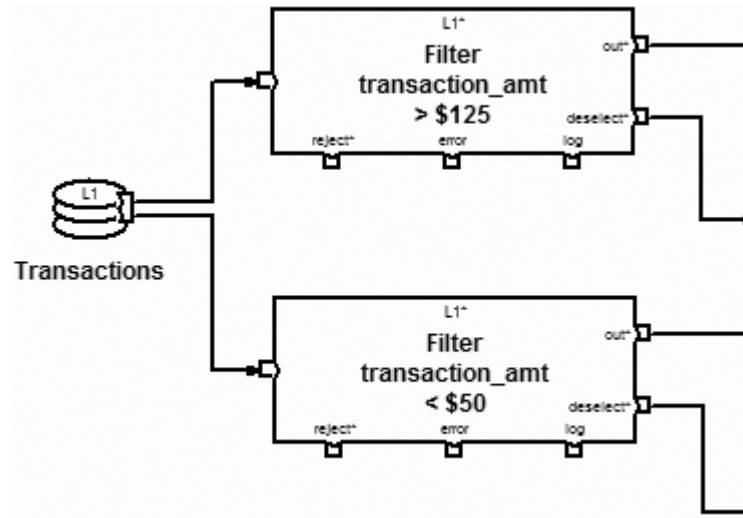 L1*
Filter
transaction_amt
> $125
out*
deselect*
reject* error log
L1
Transactions
L1*
Filter
transaction_amt
< $50
out*
deselect*
reject* error log